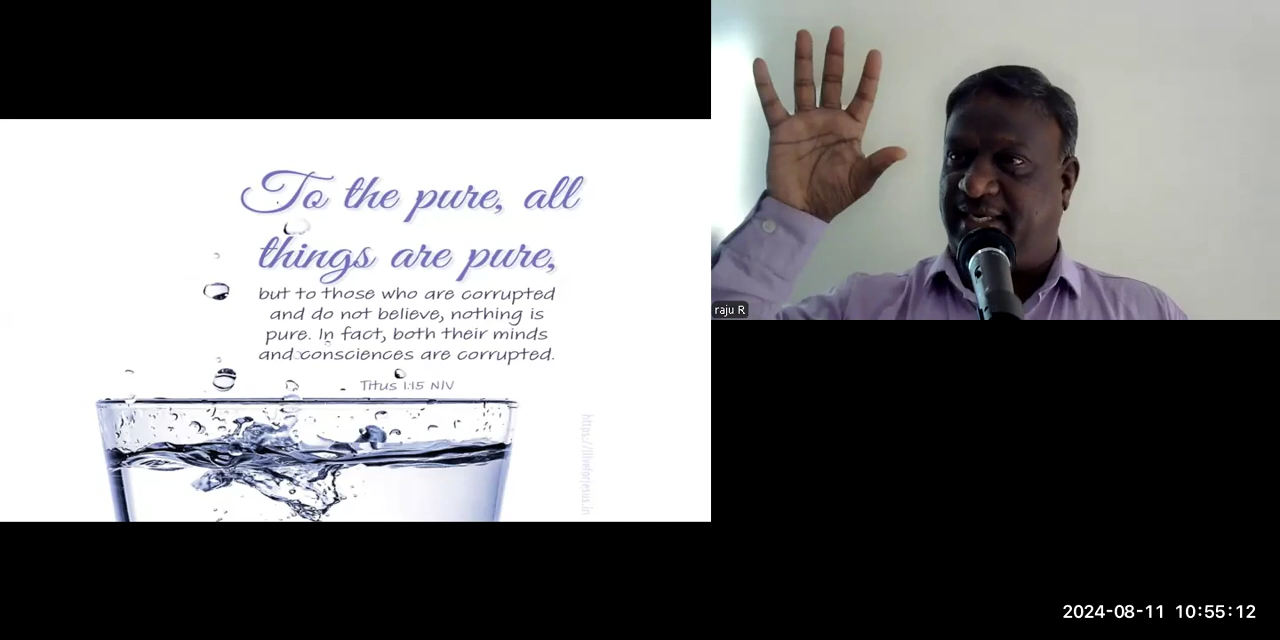 To the pure, all
things are pure,
but to those who are corrupted
and do not believe, nothing is
pure. In fact, both their minds
and consciences are corrupted.
Titus 1:15 NIV
raju R
2024-08-11 10:55:12